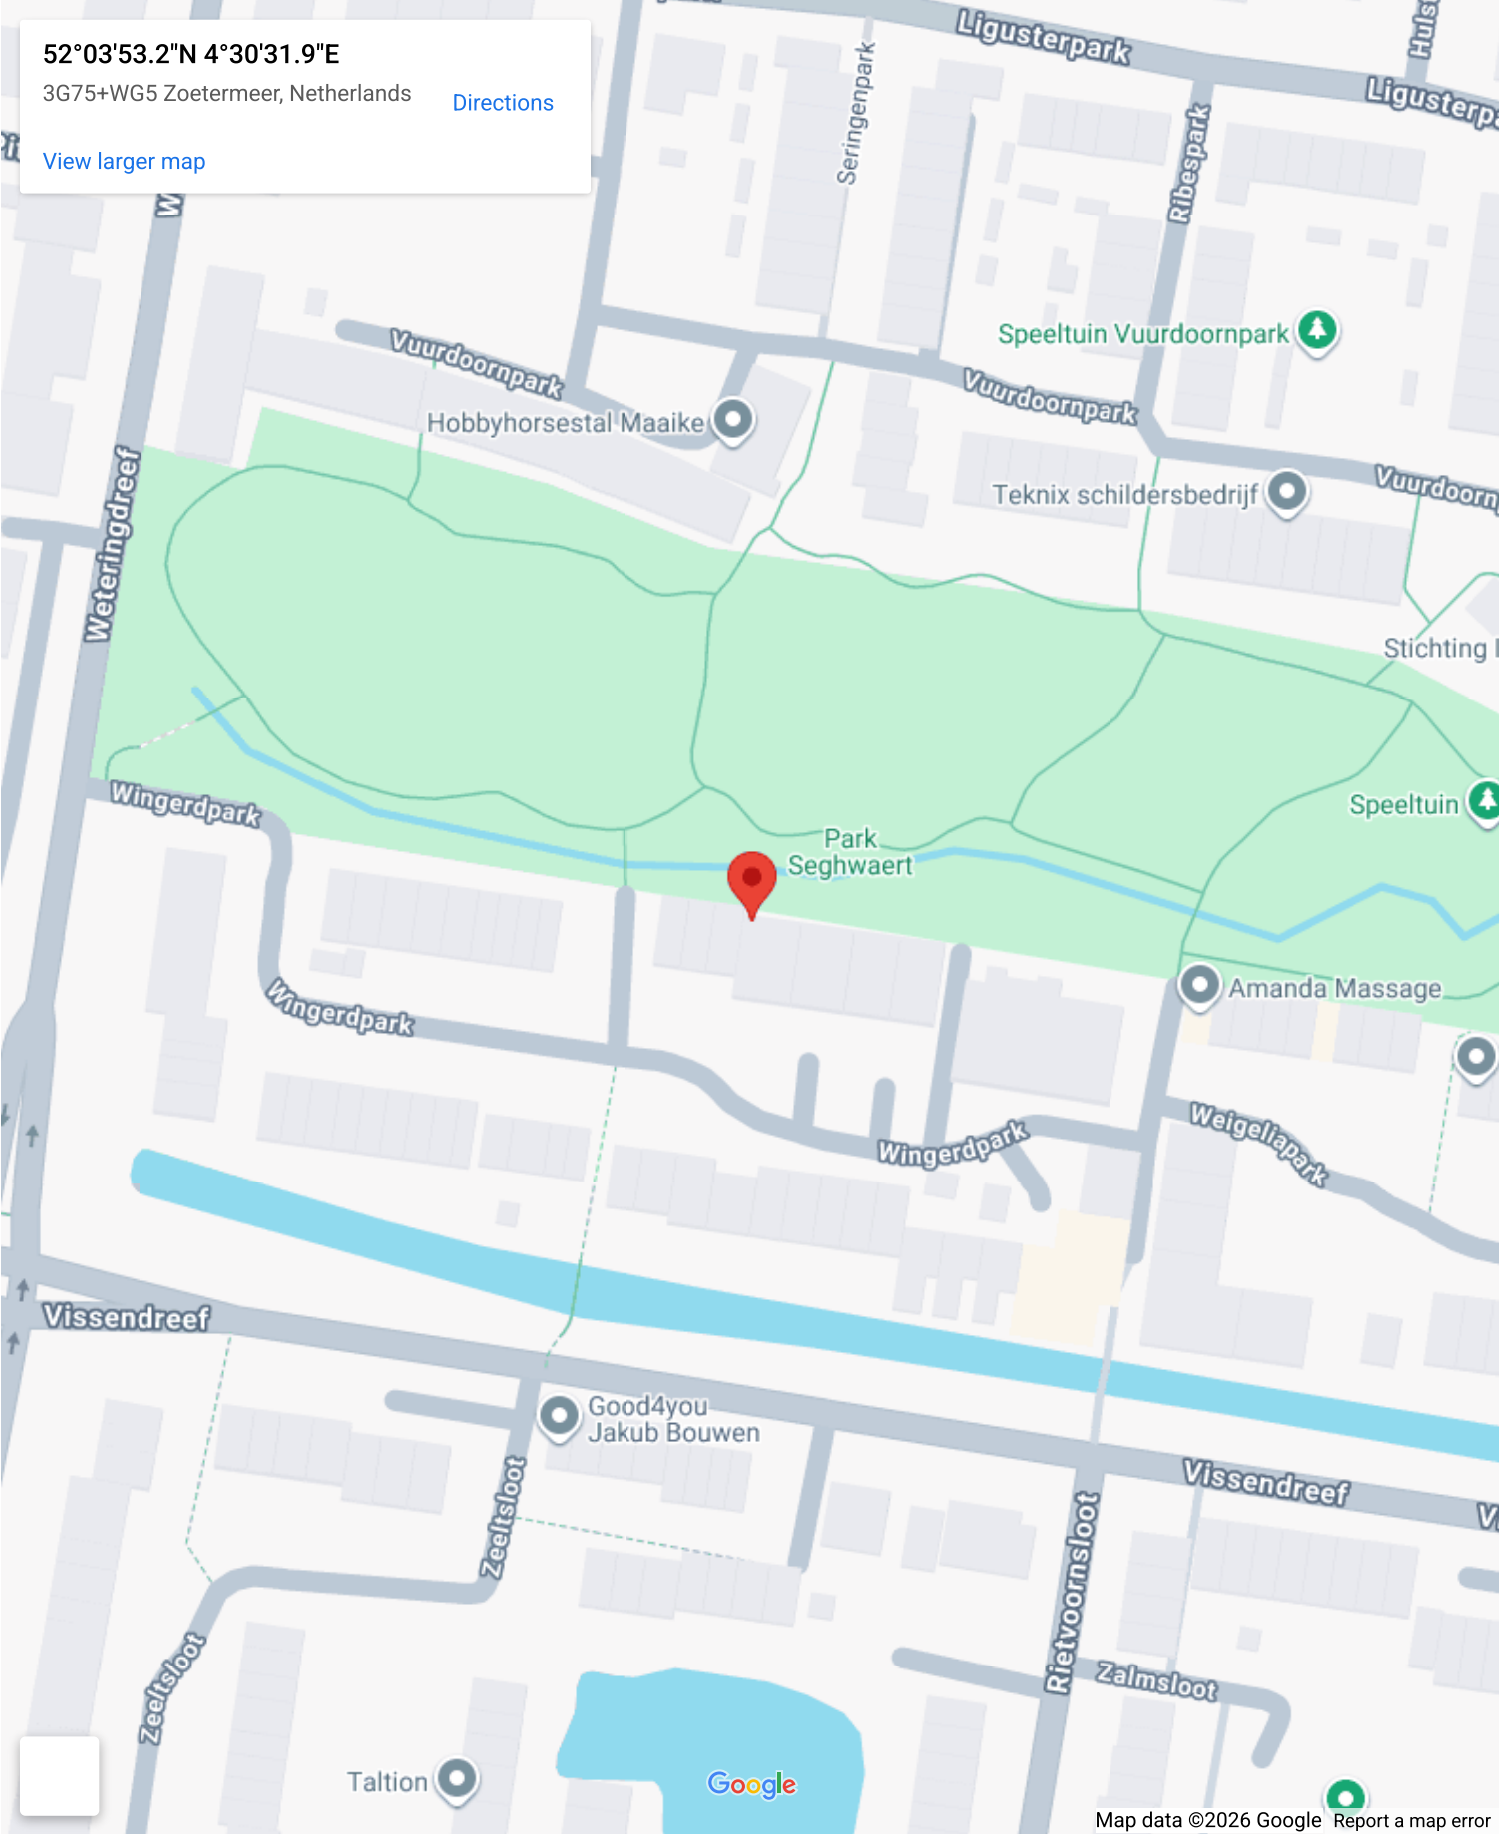 52°03'53.2"N 4°30'31.9"E
3G75+WG5 Zoetermeer, Netherlands
Directions
View larger map
Ligusterpark
Seringenpark
Ribespark
Speeltuin Vuurdoornpark
Vuurdoornpark
Hobbyhorsestal Maaike
Vuurdoornpark
Teknix schildersbedrijf
Weteringdreef
Stichting
Wingerdpark
Speeltuin
Park
Seghwaert
Amanda Massage
Wingerdpark
Wingerdpark
Weigeliapark
Vissendreef
Good4you
Jakub Bouwen
Zeeltsloot
Vissendreef
Rietvoornsloot
Zeeltsloot
Zalmsloot
Taltion
Google
Map data ©2026 Google
Report a map error